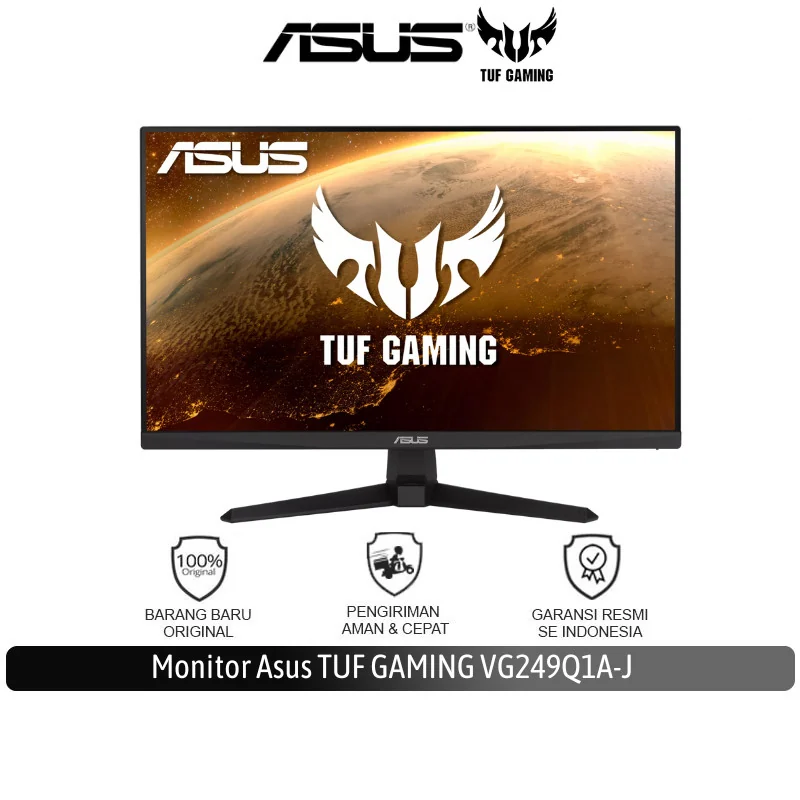 ASUS® TUF GAMING
ASUS
TUF GAMING
ASUS
100%
Original
BARANG BARU
ORIGINAL
PENGIRIMAN
AMAN & CEPAT
GARANSI RESMI
SE INDONESIA
Monitor Asus TUF GAMING VG249Q1A-J